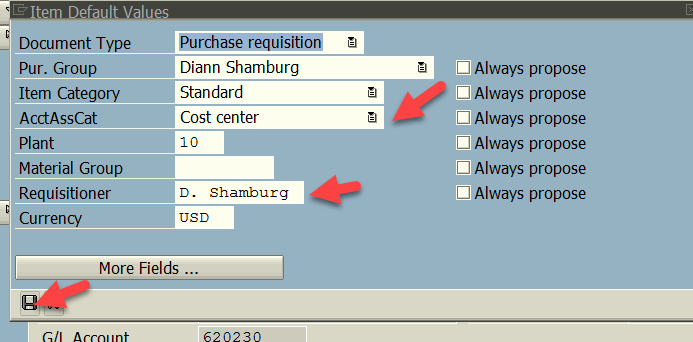 Item Default Values
Document Type Purchase requisition
Pur. Group Diann Shamburg Always propose
Item Category Standard Always propose
AcctAssCat Cost center Always propose
Plant 10 Always propose
Material Group Always propose
Requisitioner D. Shamburg Always propose
Currency USD
More Fields ...
G/L Account 620230